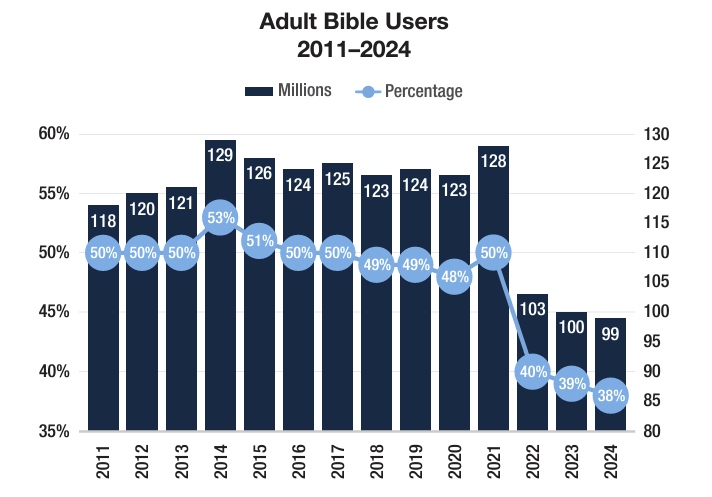 Adult Bible Users
2011–2024
Millions Percentage
60% 130
125
55% 120
115
50% 110
105
45% 100
95
40% 90
85
35% 80
118 120 121 129 126 124 125 123 124 123 128 103 100 99
50% 50% 50% 53% 51% 50% 50% 49% 49% 48% 50% 40% 39% 38%
2011 2012 2013 2014 2015 2016 2017 2018 2019 2020 2021 2022 2023 2024